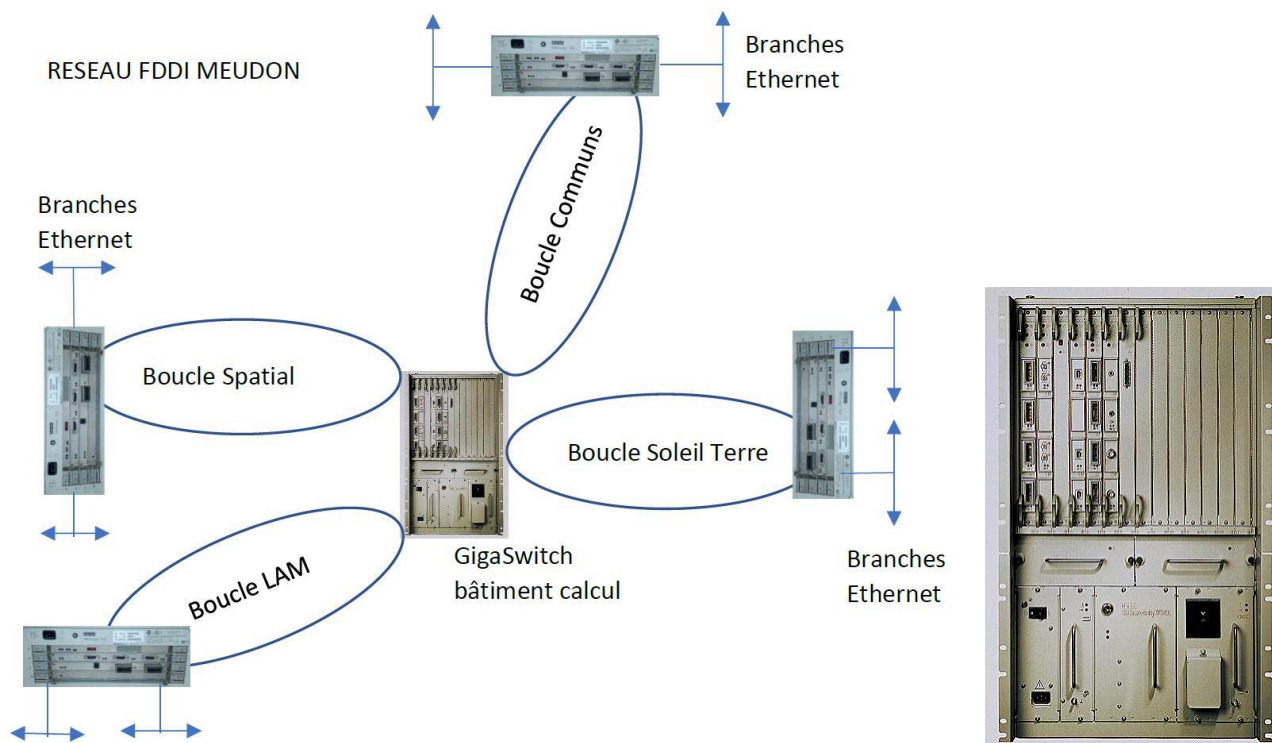 RESEAU FDDI MEUDON
Branches
Ethernet
Boucle Communs
Branches
Ethernet
Boucle Spatial
Boucle Soleil Terre
GigaSwitch
bâtiment calcul
Boucle LAM
Branches
Ethernet